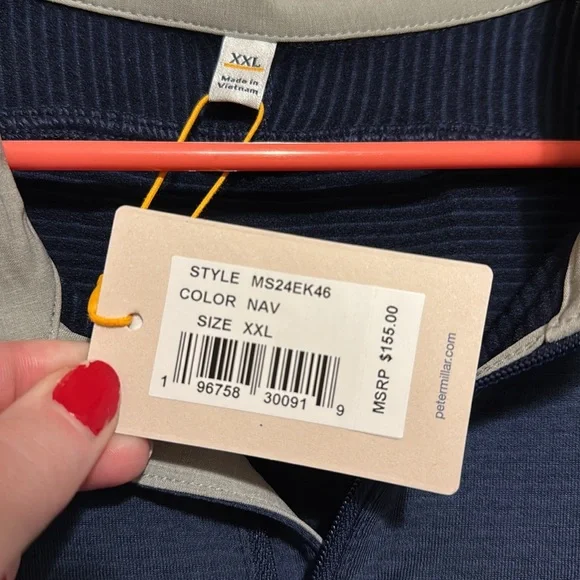 XXL
Made in
Vietnam
STYLE MS24EK46
COLOR NAV
SIZE XXL
1 96758 30091 9
MSRP $155.00
petermillar.com